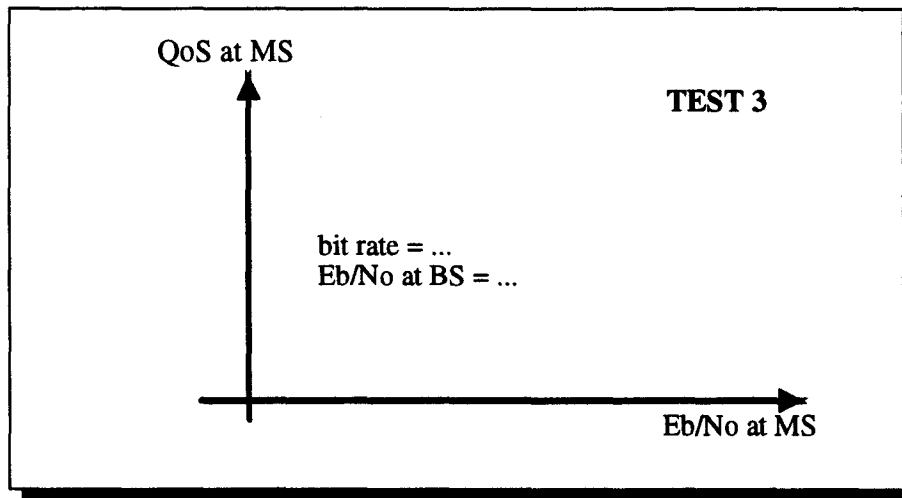 QoS at MS
TEST 3
bit rate = ...
Eb/No at BS = ...
Eb/No at MS